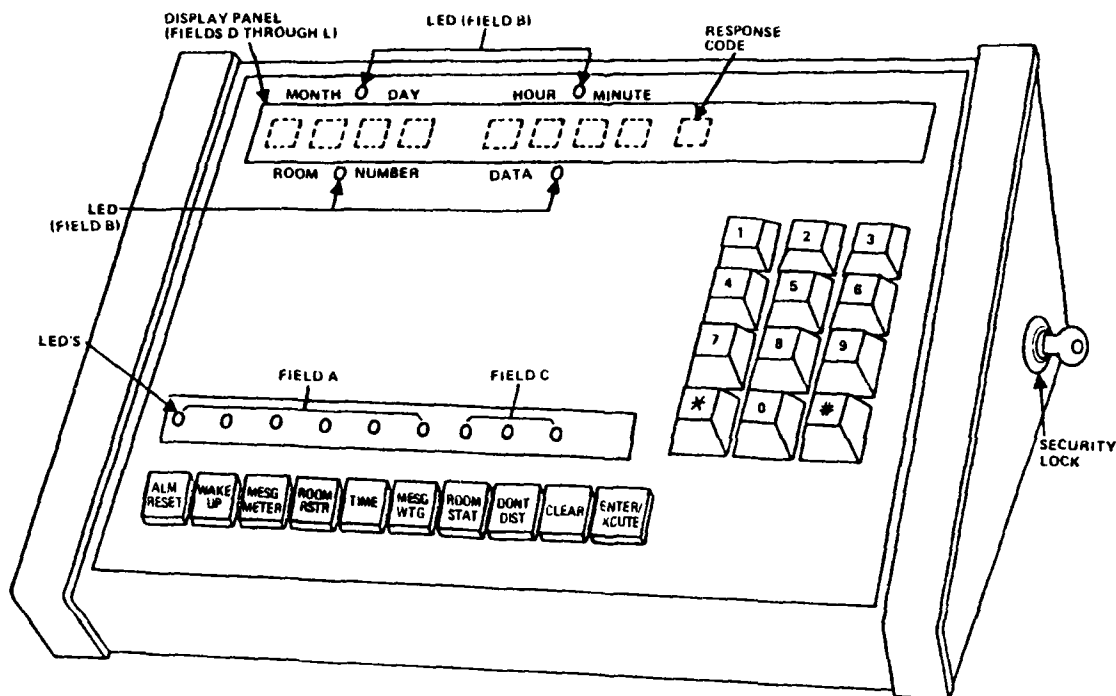 DISPLAY PANEL
(FIELDS D THROUGH L)
LED (FIELD B)
RESPONSE
CODE
MONTH DAY HOUR MINUTE
ROOM NUMBER DATA
LED
(FIELD B)
1 2 3
4 5 6
7 8 9
* 0 #
LED'S
FIELD A
FIELD C
SECURITY
LOCK
ALM
RESET
WAKE
UP
MESG
METER
ROOM
RSTR
TIME
MESG
WTG
ROOM
STAT
DONT
DIST
CLEAR
ENTER/
XCUTE